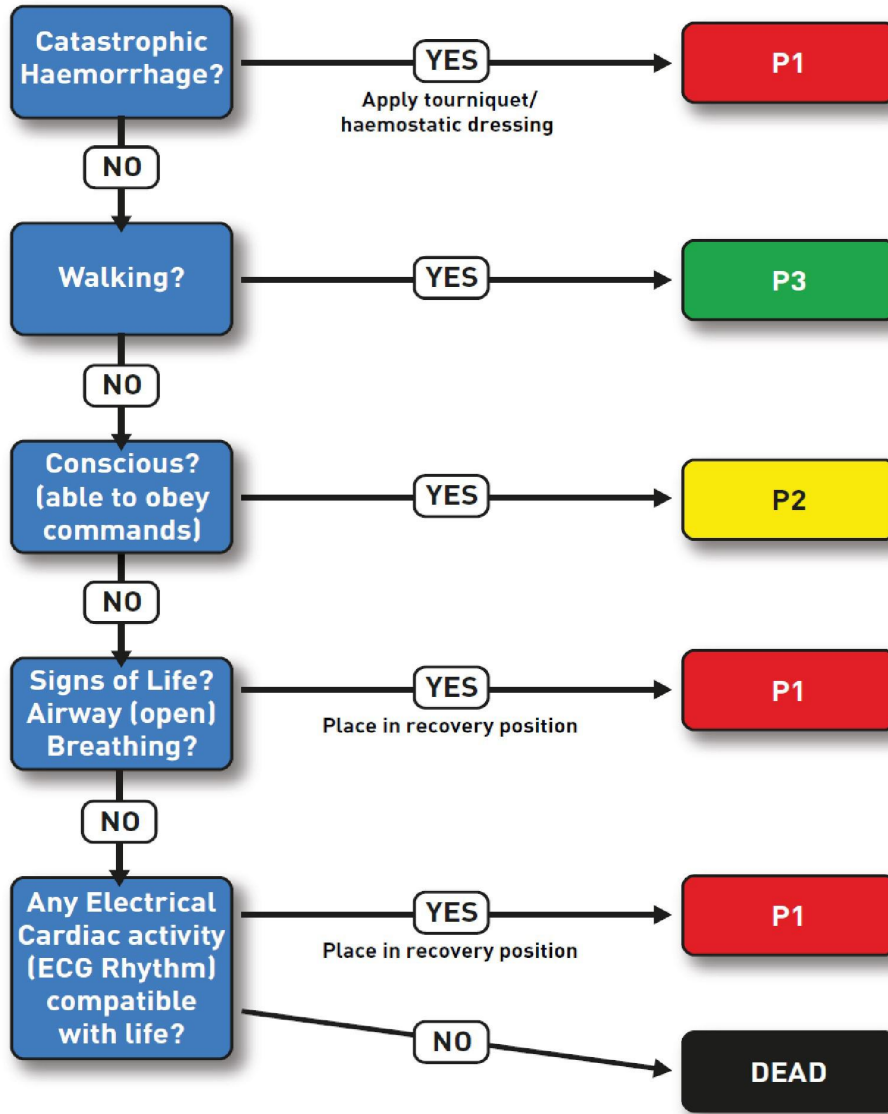 Catastrophic
Haemorrhage?
YES
Apply tourniquet/
haemostatic dressing
P1
NO
Walking?
YES
P3
NO
Conscious?
(able to obey
commands)
YES
P2
NO
Signs of Life?
Airway (open)
Breathing?
YES
Place in recovery position
P1
NO
Any Electrical
Cardiac activity
(ECG Rhythm)
compatible
with life?
YES
Place in recovery position
P1
NO
DEAD